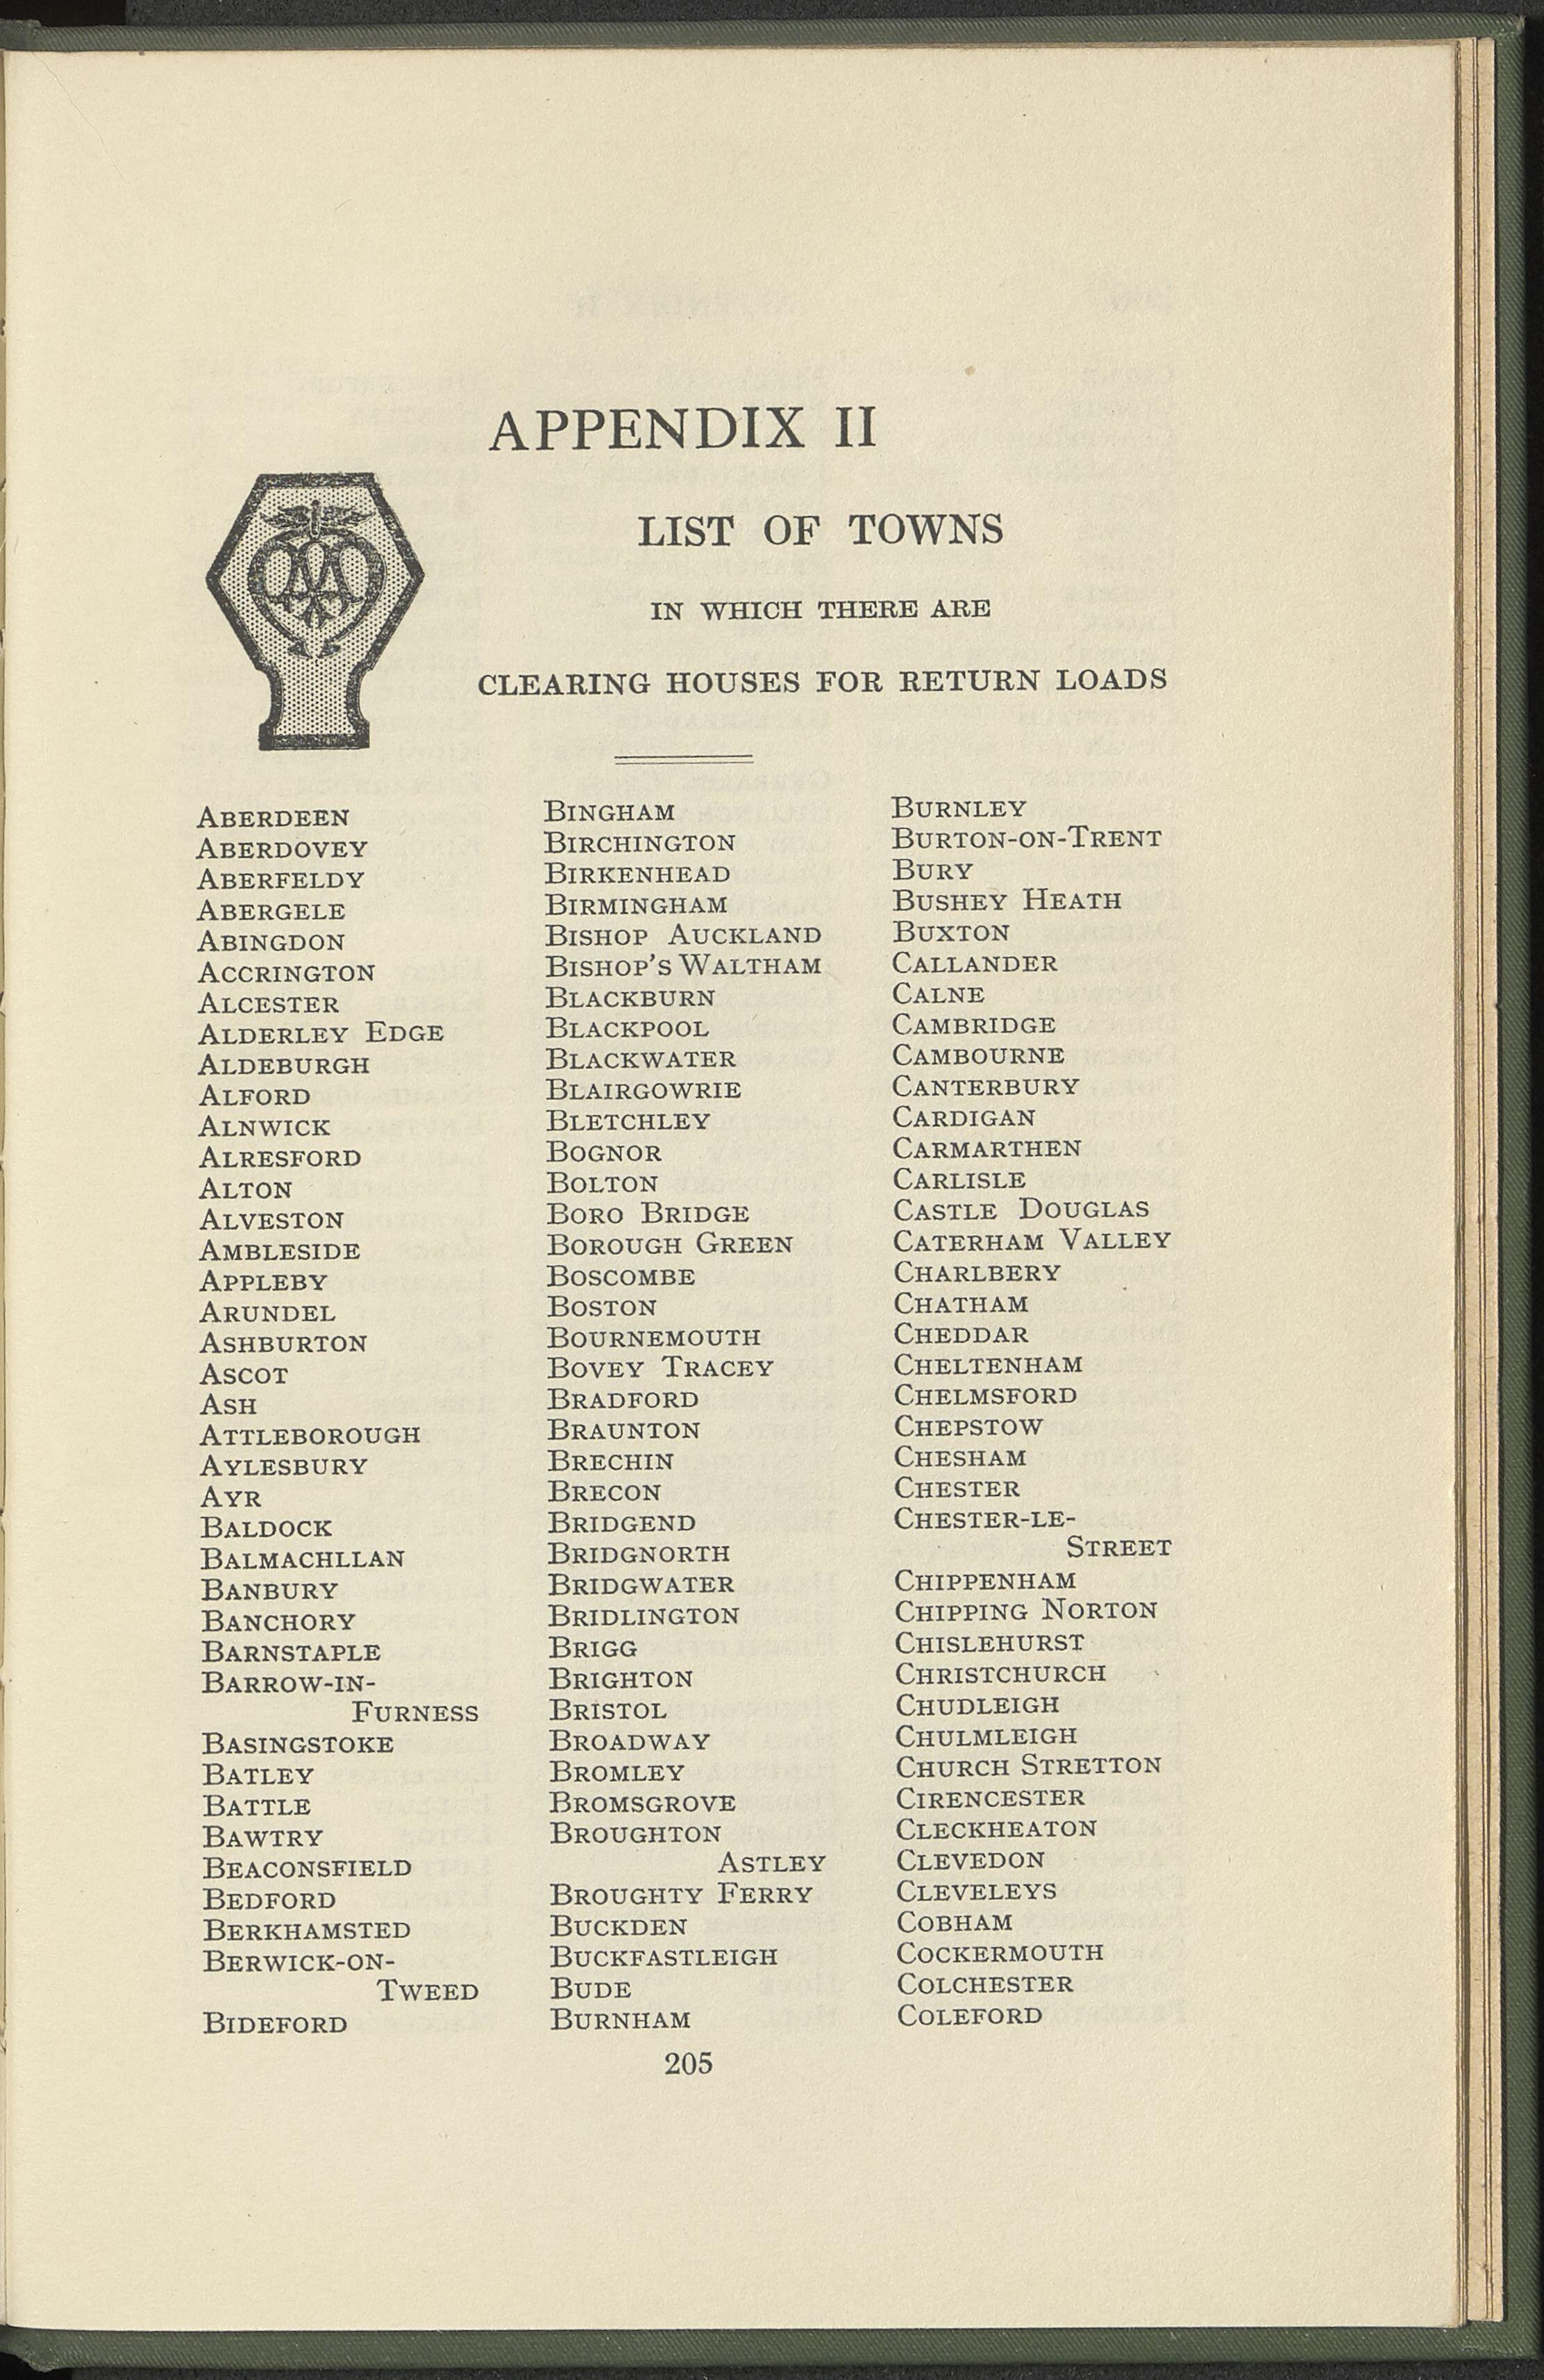 APPENDIX II
AA
LIST OF TOWNS
IN WHICH THERE ARE
CLEARING HOUSES FOR RETURN LOADS
ABERDEEN
ABERDOVEY
ABERFELDY
ABERGELE
ABINGDON
ACCRINGTON
ALCESTER
ALDERLEY EDGE
ALDEBURGH
ALFORD
ALNWICK
ALRESFORD
ALTON
ALVESTON
AMBLESIDE
APPLEBY
ARUNDEL
ASHBURTON
ASCOT
ASH
ATTLEBOROUGH
AYLESBURY
AYR
BALDOCK
BALMACHLLAN
BANBURY
BANCHORY
BARNSTAPLE
BARROW-IN-
FURNESS
BASINGSTOKE
BATLEY
BATTLE
BAWTRY
BEACONSFIELD
BEDFORD
BERKHAMSTED
BERWICK-ON-
TWEED
BIDEFORD
BINGHAM
BIRCHINGTON
BIRKENHEAD
BIRMINGHAM
BISHOP AUCKLAND
BISHOP'S WALTHAM
BLACKBURN
BLACKPOOL
BLACKWATER
BLAIRGOWRIE
BLETCHLEY
BOGNOR
BOLTON
BORO BRIDGE
BOROUGH GREEN
BOSCOMBE
BOSTON
BOURNEMOUTH
BOVEY TRACEY
BRADFORD
BRAUNTON
BRECHIN
BRECON
BRIDGEND
BRIDGNORTH
BRIDGWATER
BRIDLINGTON
BRIGG
BRIGHTON
BRISTOL
BROADWAY
BROMLEY
BROMSGROVE
BROUGHTON
ASTLEY
BROUGHTY FERRY
BUCKDEN
BUCKFASTLEIGH
BUDE
BURNHAM
BURNLEY
BURTON-ON-TRENT
BURY
BUSHEY HEATH
BUXTON
CALLANDER
CALNE
CAMBRIDGE
CAMBOURNE
CANTERBURY
CARDIGAN
CARMARTHEN
CARLISLE
CASTLE DOUGLAS
CATERHAM VALLEY
CHARLBERY
CHATHAM
CHEDDAR
CHELTENHAM
CHELMSFORD
CHEPSTOW
CHESHAM
CHESTER
CHESTER-LE-
STREET
CHIPPENHAM
CHIPPING NORTON
CHISLEHURST
CHRISTCHURCH
CHUDLEIGH
CHULMLEIGH
CHURCH STRETTON
CIRENCESTER
CLECKHEATON
CLEVEDON
CLEVELEYS
COBHAM
COCKERMOUTH
COLCHESTER
COLEFORD
205